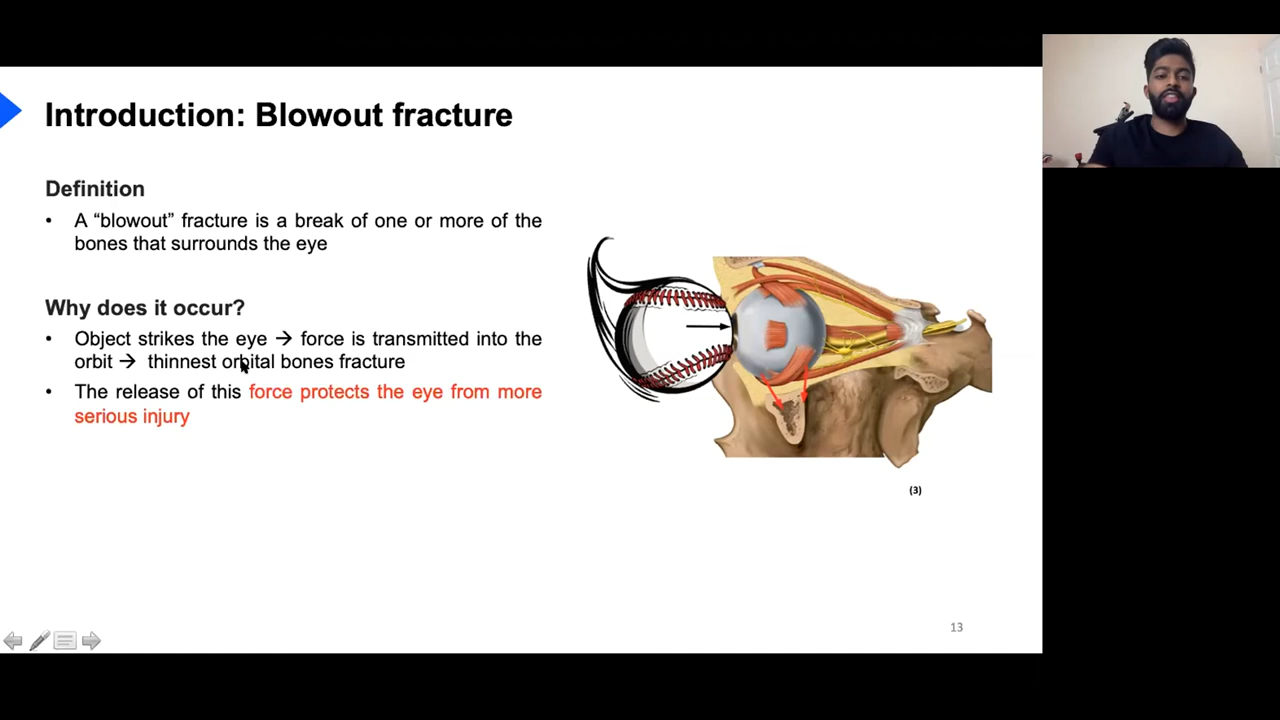 Introduction: Blowout fracture
Definition
• A “blowout” fracture is a break of one or more of the
bones that surrounds the eye
Why does it occur?
• Object strikes the eye → force is transmitted into the
orbit → thinnest orbital bones fracture
• The release of this force protects the eye from more
serious injury
(3)
13